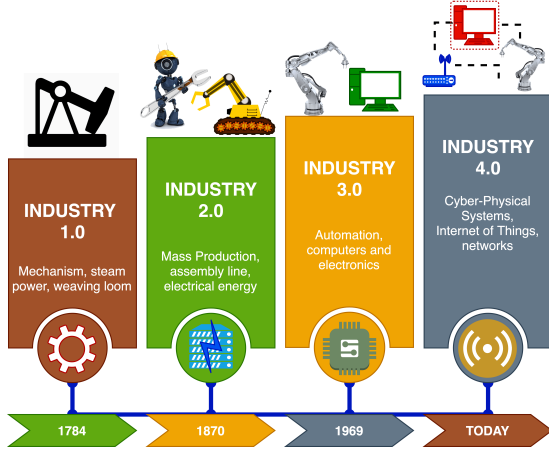 INDUSTRY
1.0
Mechanism, steam
power, weaving loom
INDUSTRY
2.0
Mass Production,
assembly line,
electrical energy
INDUSTRY
3.0
Automation,
computers and
electronics
INDUSTRY
4.0
Cyber-Physical
Systems,
Internet of Things,
networks
1784
1870
1969
TODAY